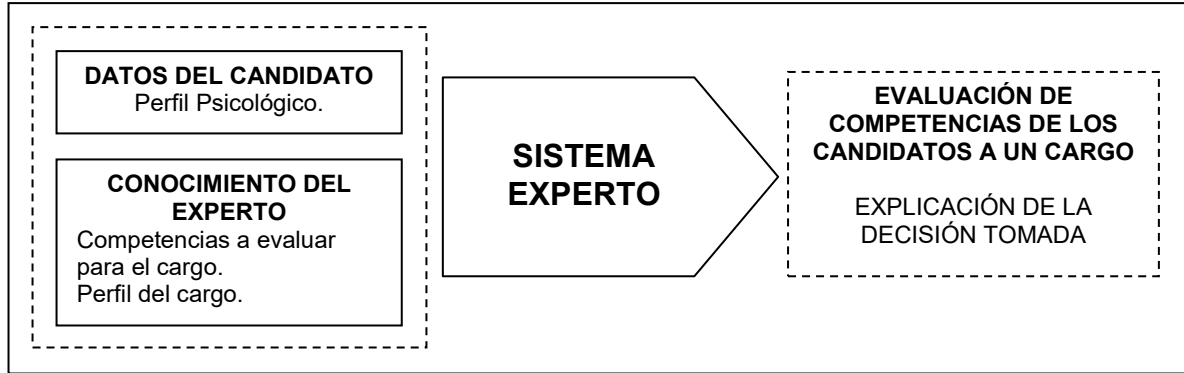 DATOS DEL CANDIDATO
Perfil Psicológico.
CONOCIMIENTO DEL
EXPERTO
Competencias a evaluar
para el cargo.
Perfil del cargo.
SISTEMA
EXPERTO
EVALUACIÓN DE
COMPETENCIAS DE LOS
CANDIDATOS A UN CARGO
EXPLICACIÓN DE LA
DECISIÓN TOMADA